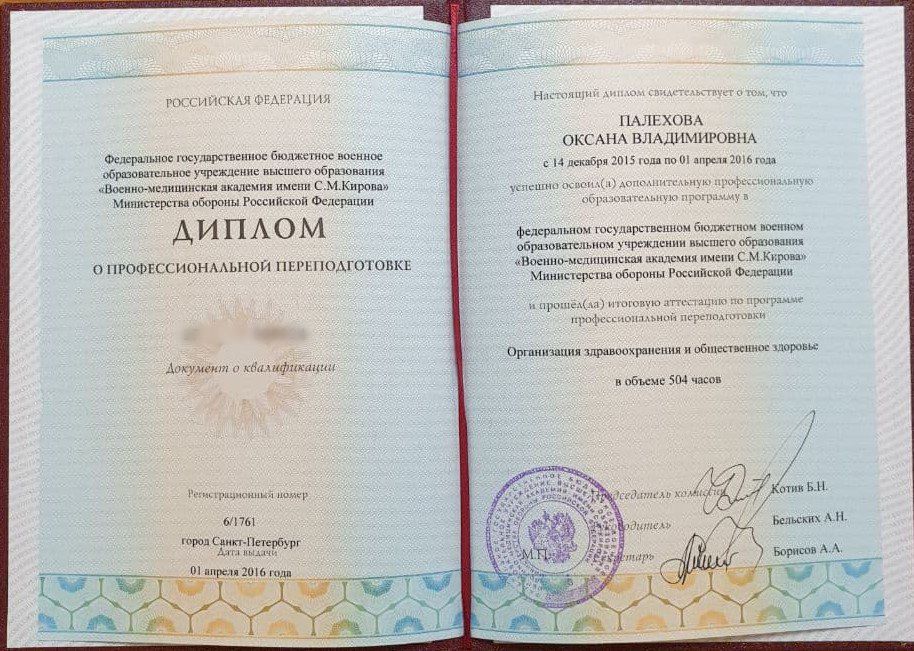 РОССИЙСКАЯ ФЕДЕРАЦИЯ
Федеральное государственное бюджетное военное
образовательное учреждение высшего образования
«Военно-медицинская академия имени С.М.Кирова»
Министерства обороны Российской Федерации
ДИПЛОМ
О ПРОФЕССИОНАЛЬНОЙ ПЕРЕПОДГОТОВКЕ
Документ о квалификации
Регистрационный номер
6/1761
город Санкт-Петербург
Дата выдачи
01 апреля 2016 года
Настоящий диплом свидетельствует о том, что
ПАЛЕХОВА
ОКСАНА ВЛАДИМИРОВНА
с 14 декабря 2015 года по 01 апреля 2016 года
успешно освоил(а) дополнительную профессиональную
образовательную программу в
федеральном государственном бюджетном военном
образовательном учреждении высшего образования
«Военно-медицинская академия имени С.М.Кирова»
Министерства обороны Российской Федерации
и прошёл(ла) итоговую аттестацию по программе
профессиональной переподготовки
Организация здравоохранения и общественное здоровье
в объеме 504 часов
Председатель комиссии
Котив Б.Н.
Бельских А.Н.
М.П.
Борисов А.А.